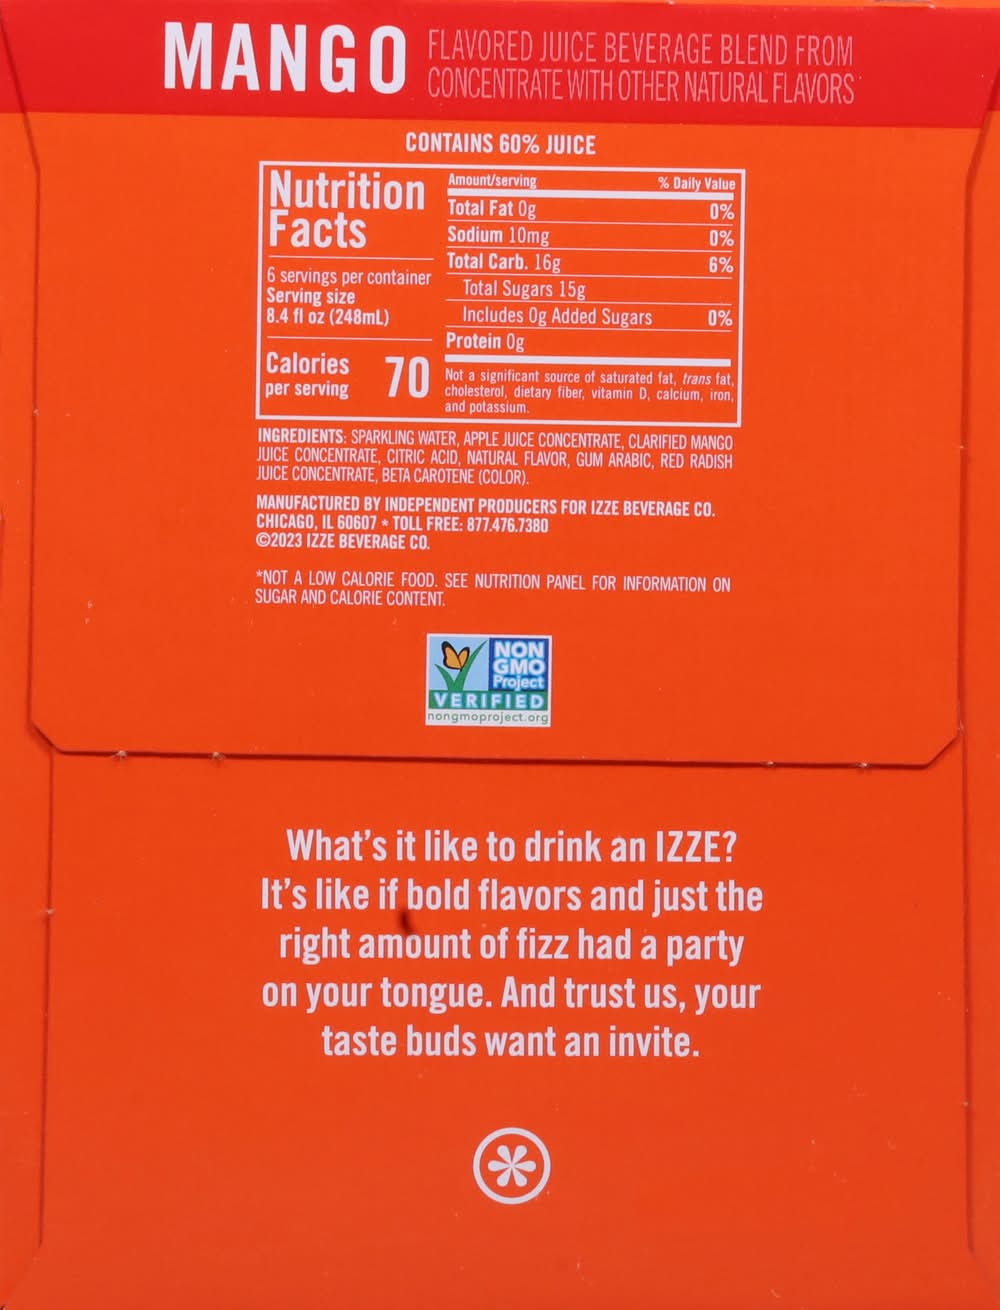 MANGO
FLAVORED JUICE BEVERAGE BLEND FROM
CONCENTRATE WITH OTHER NATURAL FLAVORS
CONTAINS 60% JUICE
Nutrition
Facts
6 servings per container
Serving size
8.4 fl oz (248mL)
Calories
per serving
70
Amount/serving % Daily Value
Total Fat 0g 0%
Sodium 10mg 0%
Total Carb. 16g 6%
Total Sugars 15g
Includes 0g Added Sugars 0%
Protein 0g
Not a significant source of saturated fat, trans fat,
cholesterol, dietary fiber, vitamin D, calcium, iron,
and potassium.
INGREDIENTS: SPARKLING WATER, APPLE JUICE CONCENTRATE, CLARIFIED MANGO
JUICE CONCENTRATE, CITRIC ACID, NATURAL FLAVOR, GUM ARABIC, RED RADISH
JUICE CONCENTRATE, BETA CAROTENE (COLOR).
MANUFACTURED BY INDEPENDENT PRODUCERS FOR IZZE BEVERAGE CO.
CHICAGO, IL 60607 * TOLL FREE: 877.476.7380
©2023 IZZE BEVERAGE CO.
*NOT A LOW CALORIE FOOD. SEE NUTRITION PANEL FOR INFORMATION ON
SUGAR AND CALORIE CONTENT.
NON
GMO
Project
VERIFIED
nongmoproject.org
What's it like to drink an IZZE?
It's like if bold flavors and just the
right amount of fizz had a party
on your tongue. And trust us, your
taste buds want an invite.